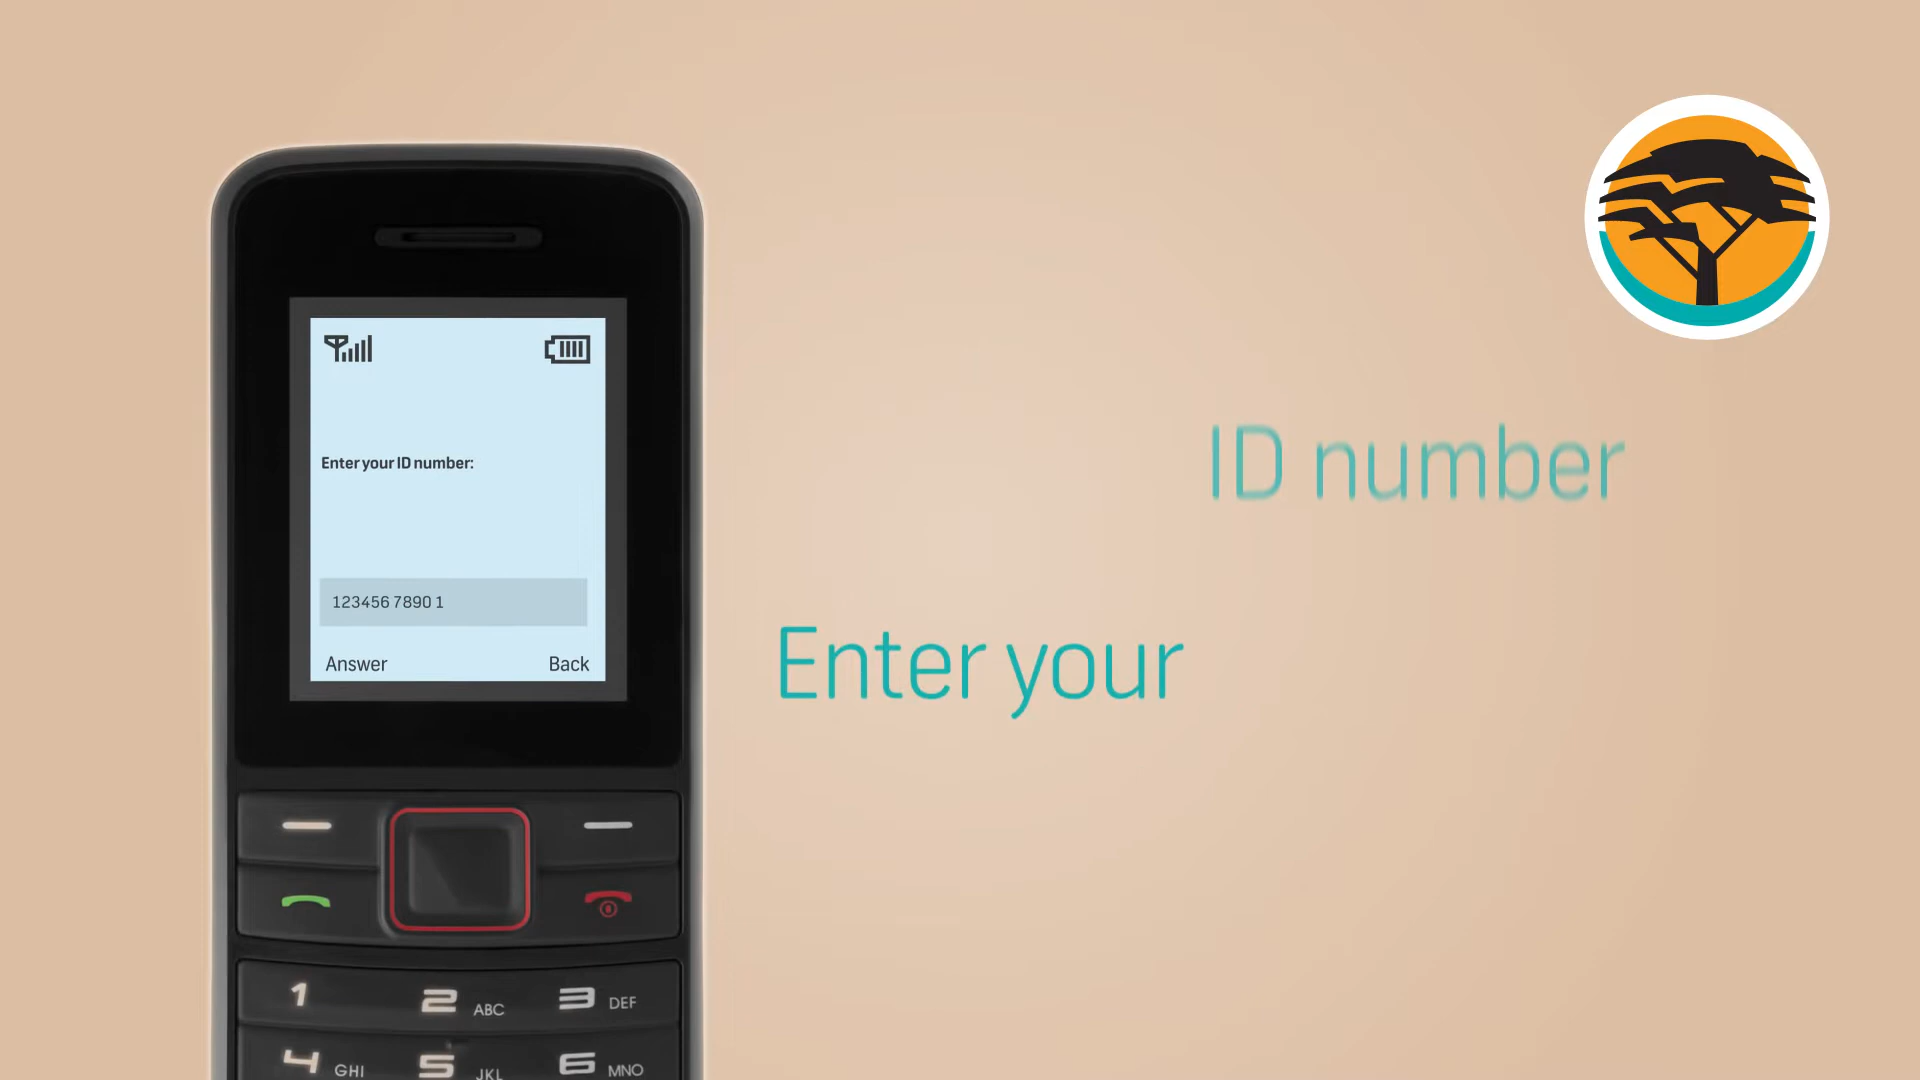 Enter your ID number:
123456 7890 1
Answer Back
ID number
Enter your
1 2 ABC 3 DEF
4 GHI 5 JKL 6 MNO